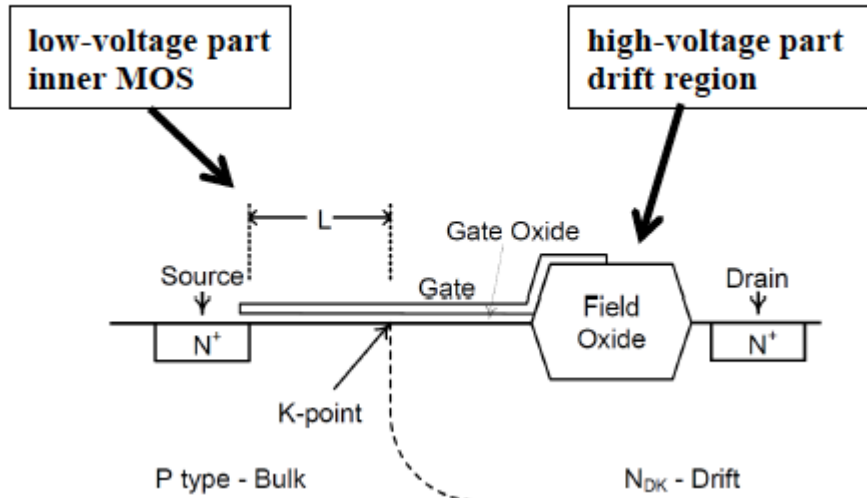 low-voltage part
inner MOS
high-voltage part
drift region
L
Gate Oxide
Source
Gate
Drain
Field
Oxide
N+
N+
K-point
P type - Bulk
NDK - Drift